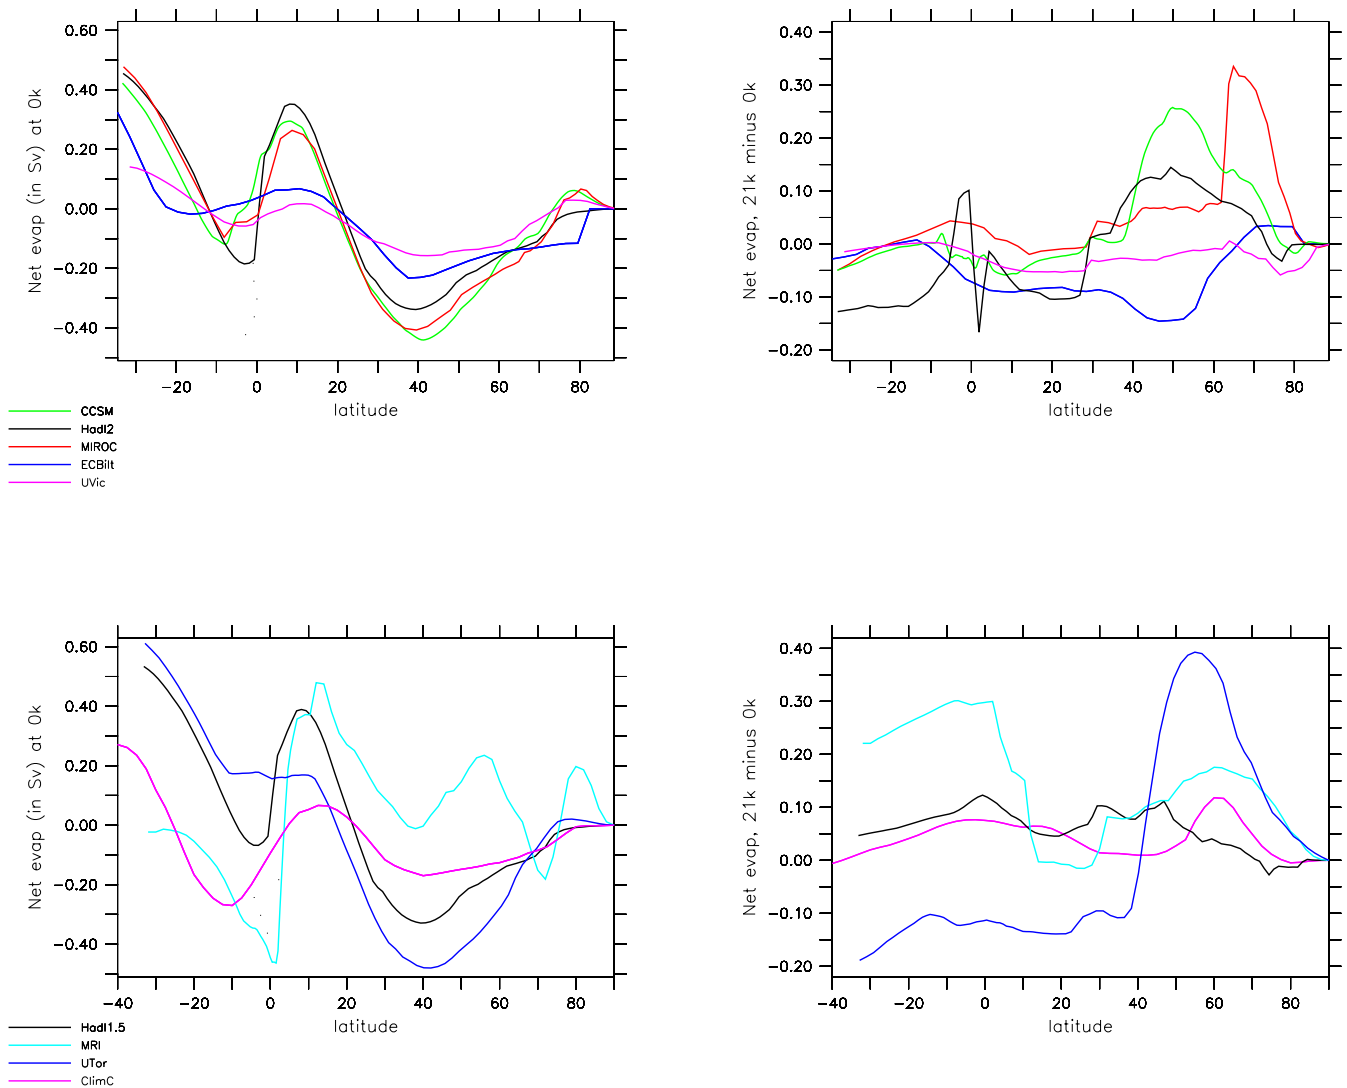 Net evap (in Sv) at 0k
0.60
0.40
0.20
0.00
−0.20
−0.40
−20 0 20 40 60 80
latitude
Net evap, 21k minus 0k
0.40
0.30
0.20
0.10
0.00
−0.10
−0.20
−20 0 20 40 60 80
latitude
CCSM
Hadl2
MIROC
ECBilt
UVic
Net evap (in Sv) at 0k
0.60
0.40
0.20
0.00
−0.20
−0.40
−40 −20 0 20 40 60 80
latitude
Net evap, 21k minus 0k
0.40
0.30
0.20
0.10
0.00
−0.10
−0.20
−40 −20 0 20 40 60 80
latitude
Hadl1.5
MRI
UTor
ClimC